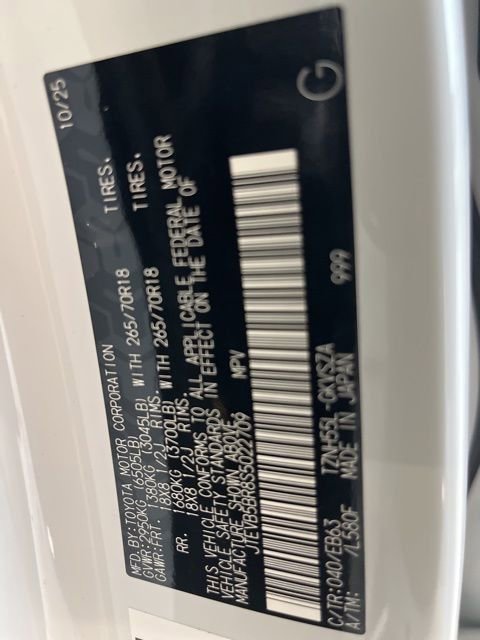 MFD.BY:TOYOTA MOTOR CORPORATION 10/25
GVWR:2950KG (6505LB)
GAWR:FRT. 1380KG (3045LB) WITH 265/70R18 TIRES.
18X8 1/2J RIMS.
RR. 1680KG (3700LB) WITH 265/70R18 TIRES.
18X8 1/2J RIMS.
THIS VEHICLE CONFORMS TO ALL APPLICABLE FEDERAL MOTOR
VEHICLE SAFETY STANDARDS IN EFFECT ON THE DATE OF
MANUFACTURE SHOWN ABOVE.
MPV
C/TR:040/EB63 TZN55L-GKVSZA 999
A/TM: /L580F MADE IN JAPAN
G